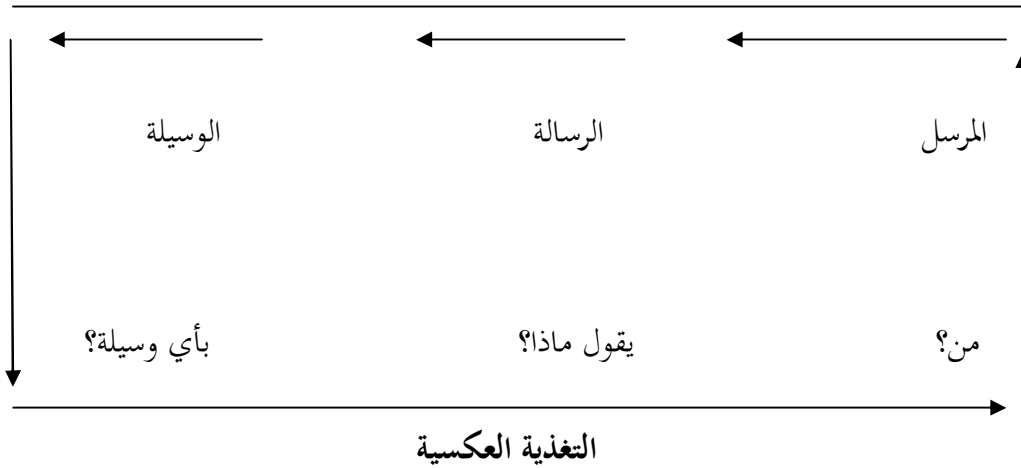 المرسل الرسالة الوسيلة
من؟ يقول ماذا؟ بأي وسيلة؟
التغذية العكسية